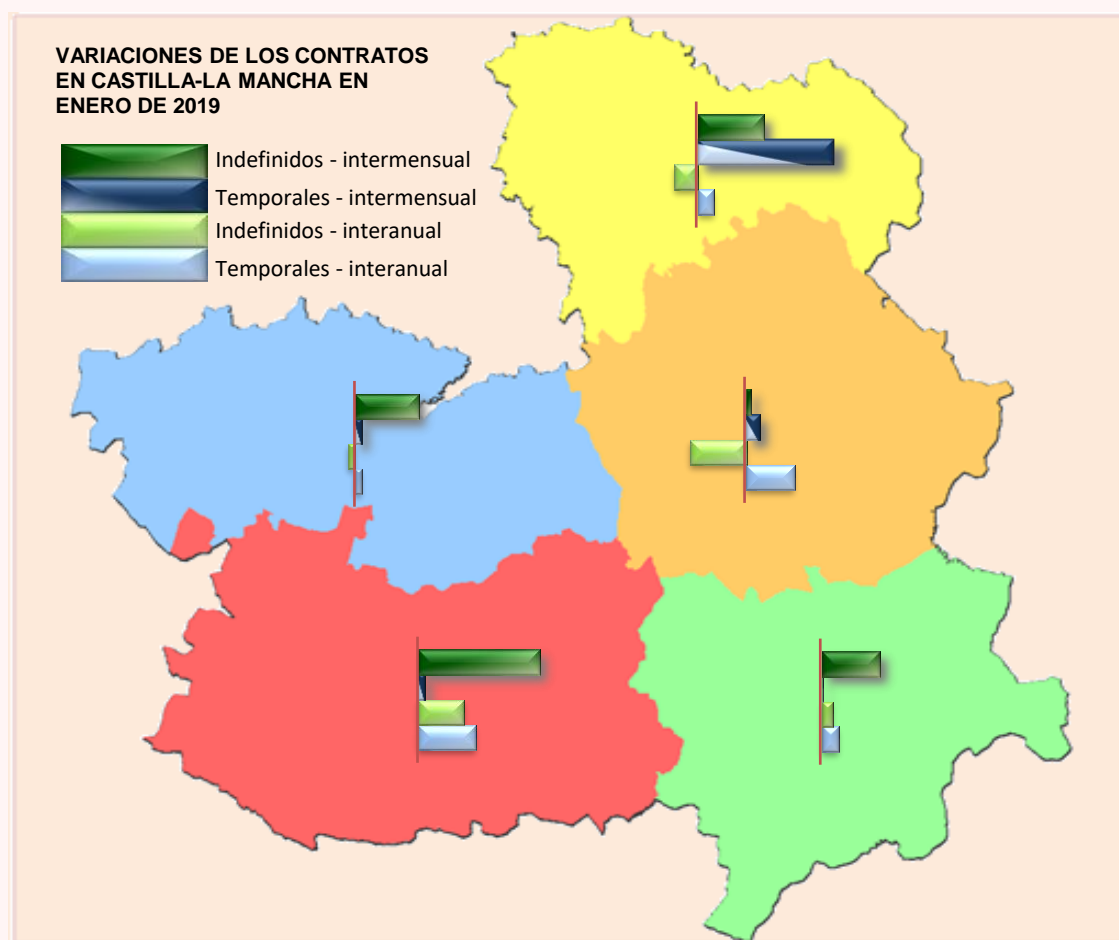 VARIACIONES DE LOS CONTRATOS
EN CASTILLA-LA MANCHA EN
ENERO DE 2019
Indefinidos - intermensual
Temporales - intermensual
Indefinidos - interanual
Temporales - interanual